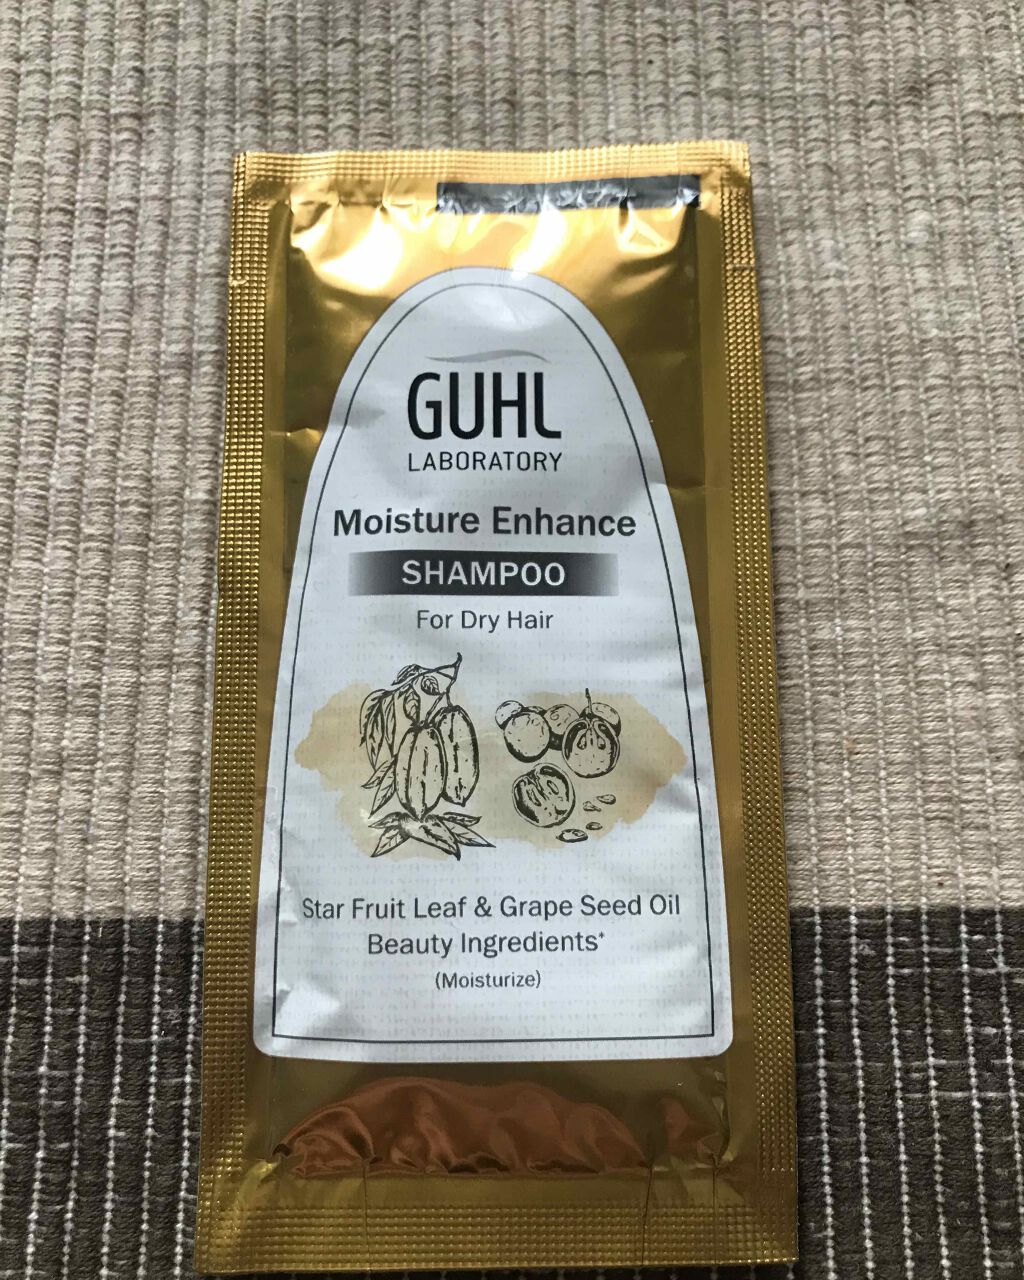 GUHL
LABORATORY
Moisture Enhance
SHAMPOO
For Dry Hair
Star Fruit Leaf & Grape Seed Oil
Beauty Ingredients*
(Moisturize)